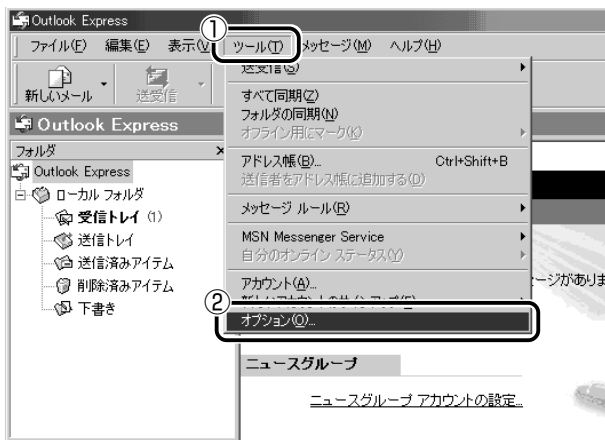 Outlook Express
①
ファイル(F) 編集(E) 表示(V ツール(T) メッセージ(M) ヘルプ(H)
新しいメール 送受信
送受信(S)
すべて同期(Z)
フォルダの同期(N)
オフライン用にマーク(K)
アドレス帳(B)... Ctrl+Shift+B
送信者をアドレス帳に追加する(D)
メッセージ ルール(R)
MSN Messenger Service
自分のオンライン ステータス(Y)
アカウント(A)...
②
オプション(O)...
Outlook Express
フォルダ ×
Outlook Express
ローカル フォルダ
受信トレイ (1)
送信トレイ
送信済みアイテム
削除済みアイテム
下書き
ージがありま
ニュースグループ
ニュースグループ アカウントの設定...